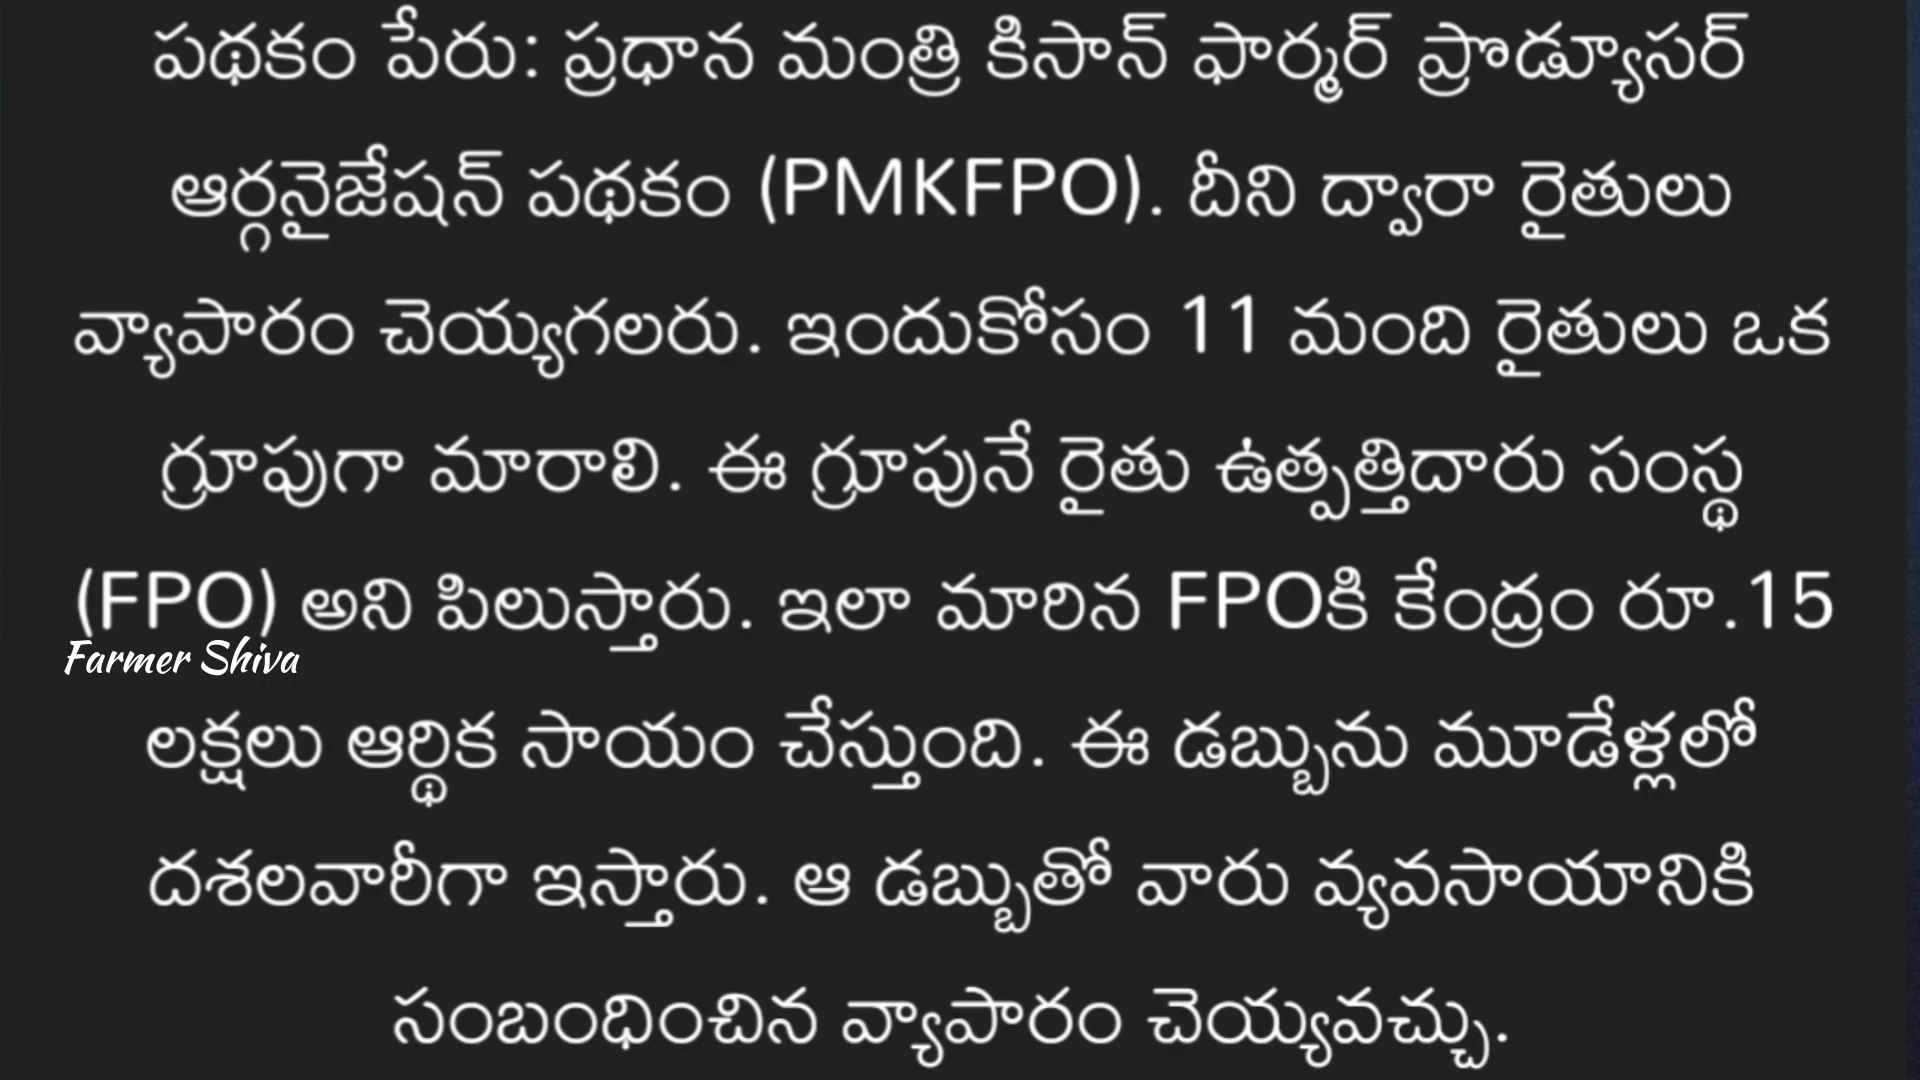 పథకం పేరు: ప్రధాన మంత్రి కిసాన్ ఫార్మర్ ప్రొడ్యూసర్
ఆర్గనైజేషన్ పథకం (PMKFPO). దీని ద్వారా రైతులు
వ్యాపారం చెయ్యగలరు. ఇందుకోసం 11 మంది రైతులు ఒక
గ్రూపుగా మారాలి. ఈ గ్రూపునే రైతు ఉత్పత్తిదారు సంస్థ
(FPO) అని పిలుస్తారు. ఇలా మారిన FPOకి కేంద్రం రూ.15
Farmer Shiva
లక్షలు ఆర్థిక సాయం చేస్తుంది. ఈ డబ్బును మూడేళ్లలో
దశలవారీగా ఇస్తారు. ఆ డబ్బుతో వారు వ్యవసాయానికి
సంబంధించిన వ్యాపారం చెయ్యవచ్చు.